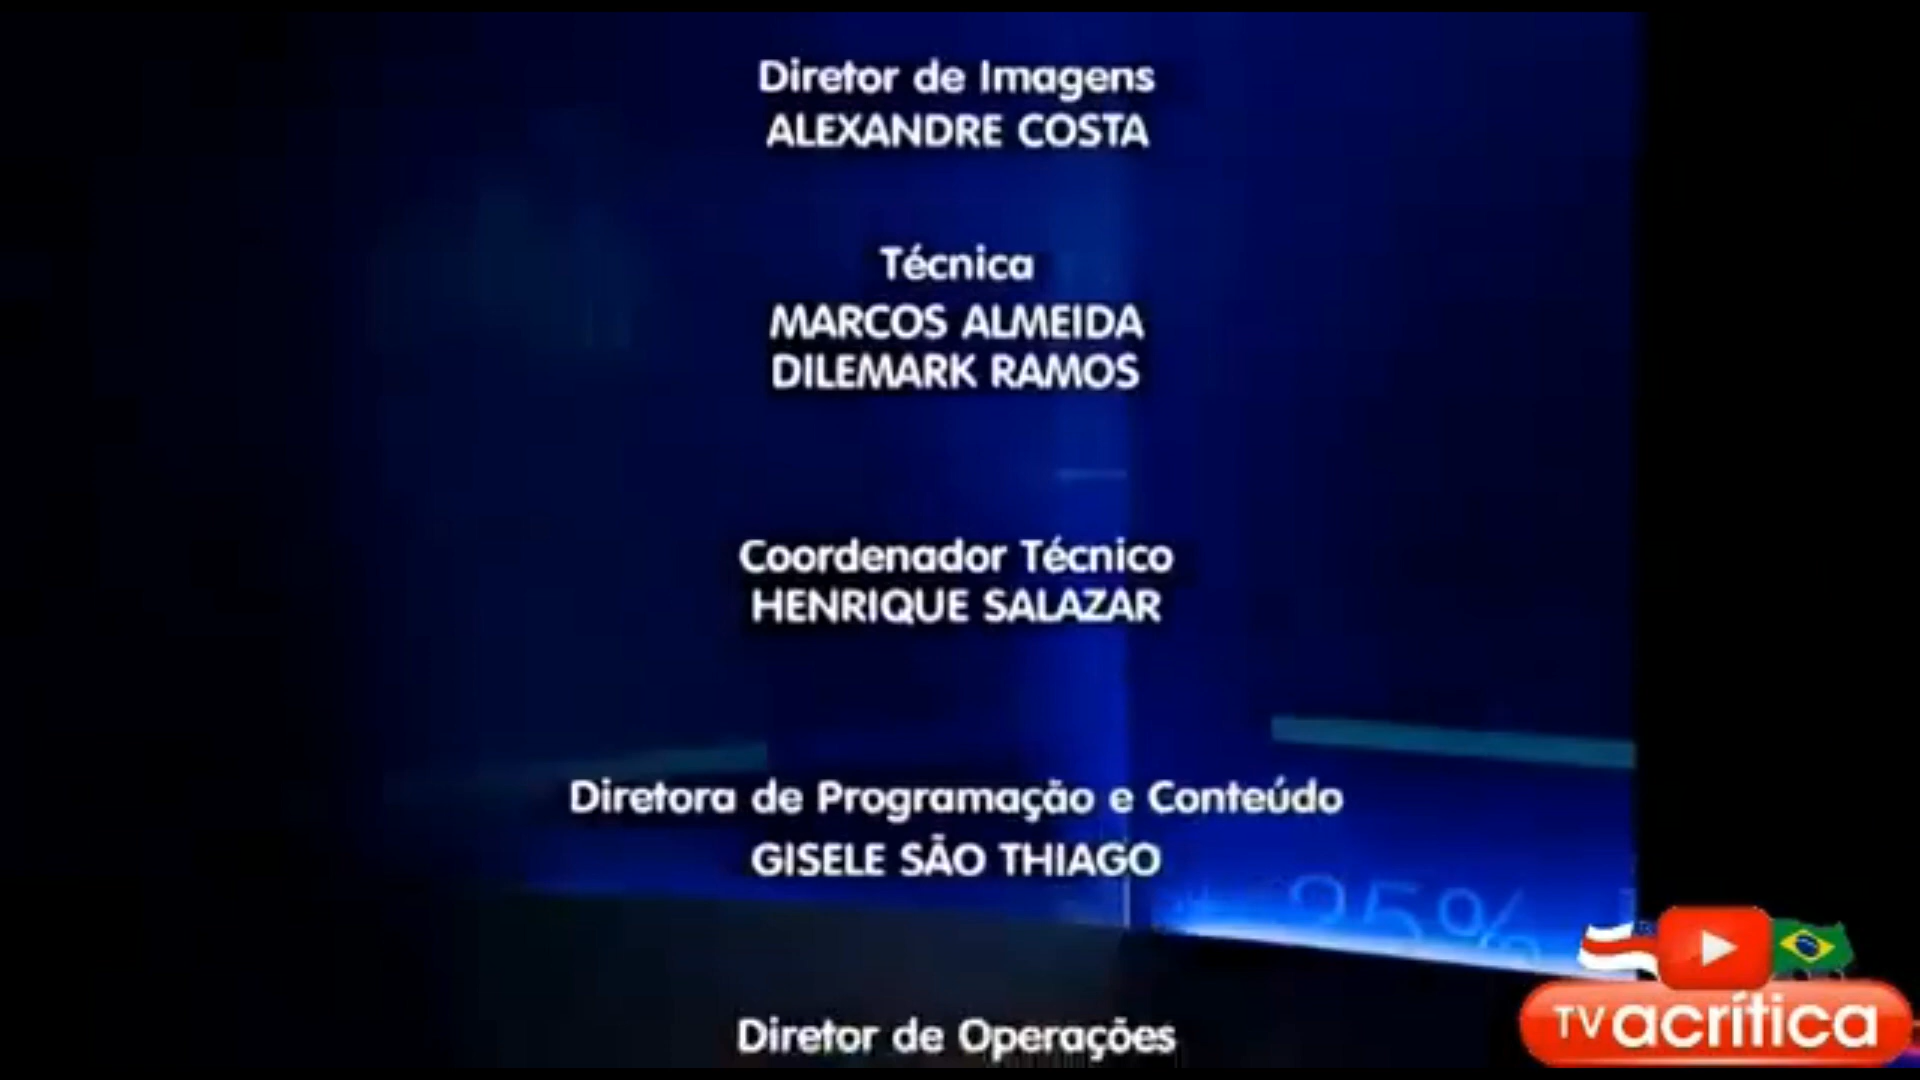 Diretor de Imagens
ALEXANDRE COSTA
Técnica
MARCOS ALMEIDA
DILEMARK RAMOS
Coordenador Técnico
HENRIQUE SALAZAR
Diretora de Programação e Conteúdo
GISELE SÃO THIAGO
25%
Diretor de Operações
TV acrítica